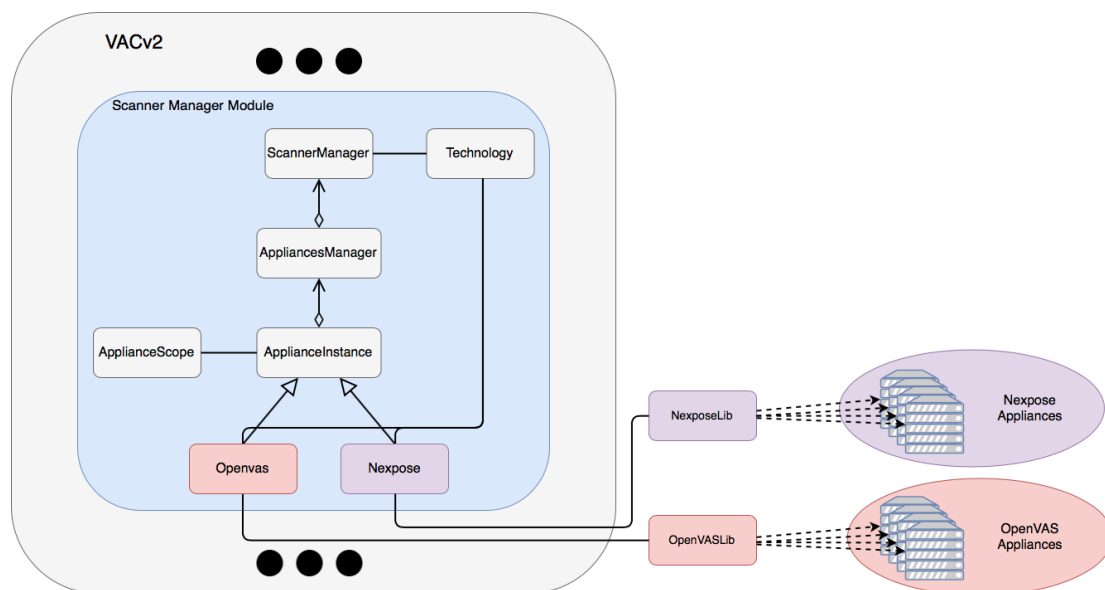 VACv2
Scanner Manager Module
ScannerManager
Technology
AppliancesManager
ApplianceScope
ApplianceInstance
Openvas
Nexpose
NexposeLib
Nexpose
Appliances
OpenVASLib
OpenVAS
Appliances